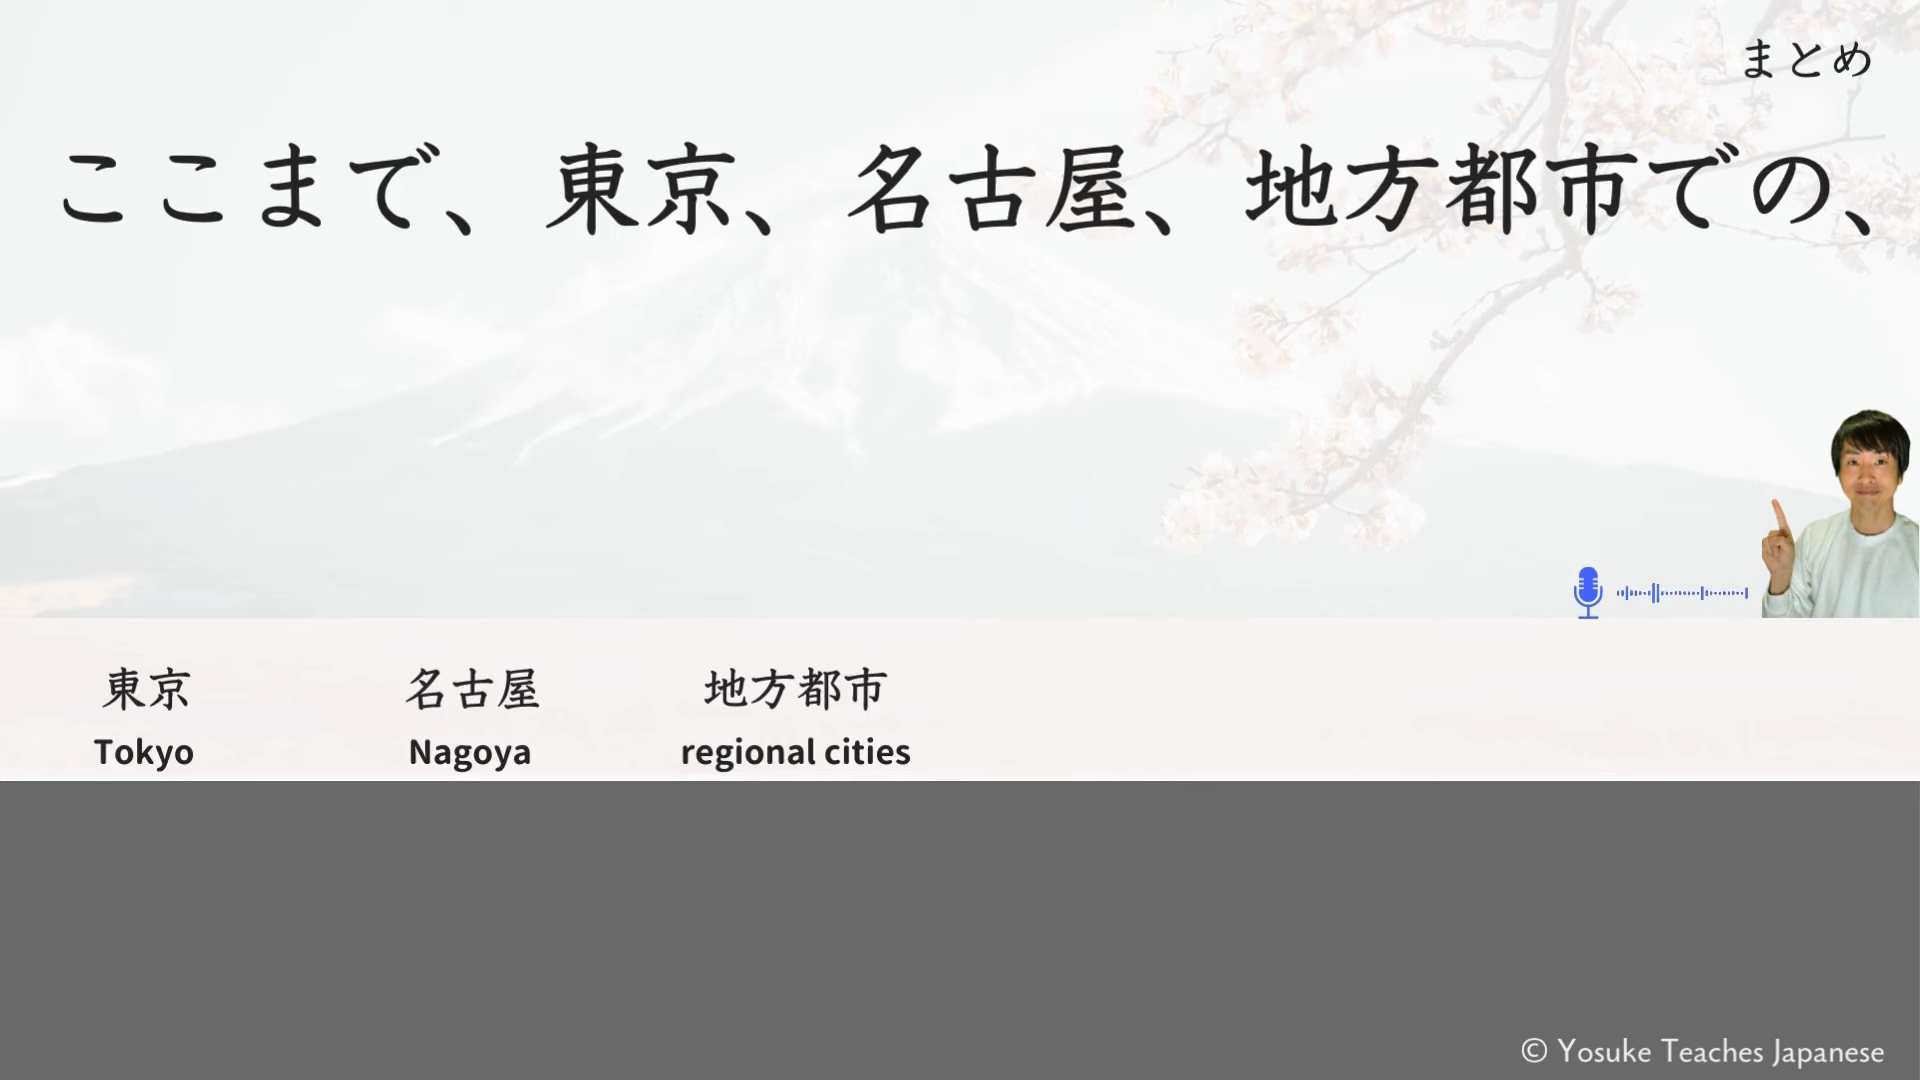 まとめ
ここまで、東京、名古屋、地方都市での、
東京 名古屋 地方都市
Tokyo Nagoya regional cities
© Yosuke Teaches Japanese